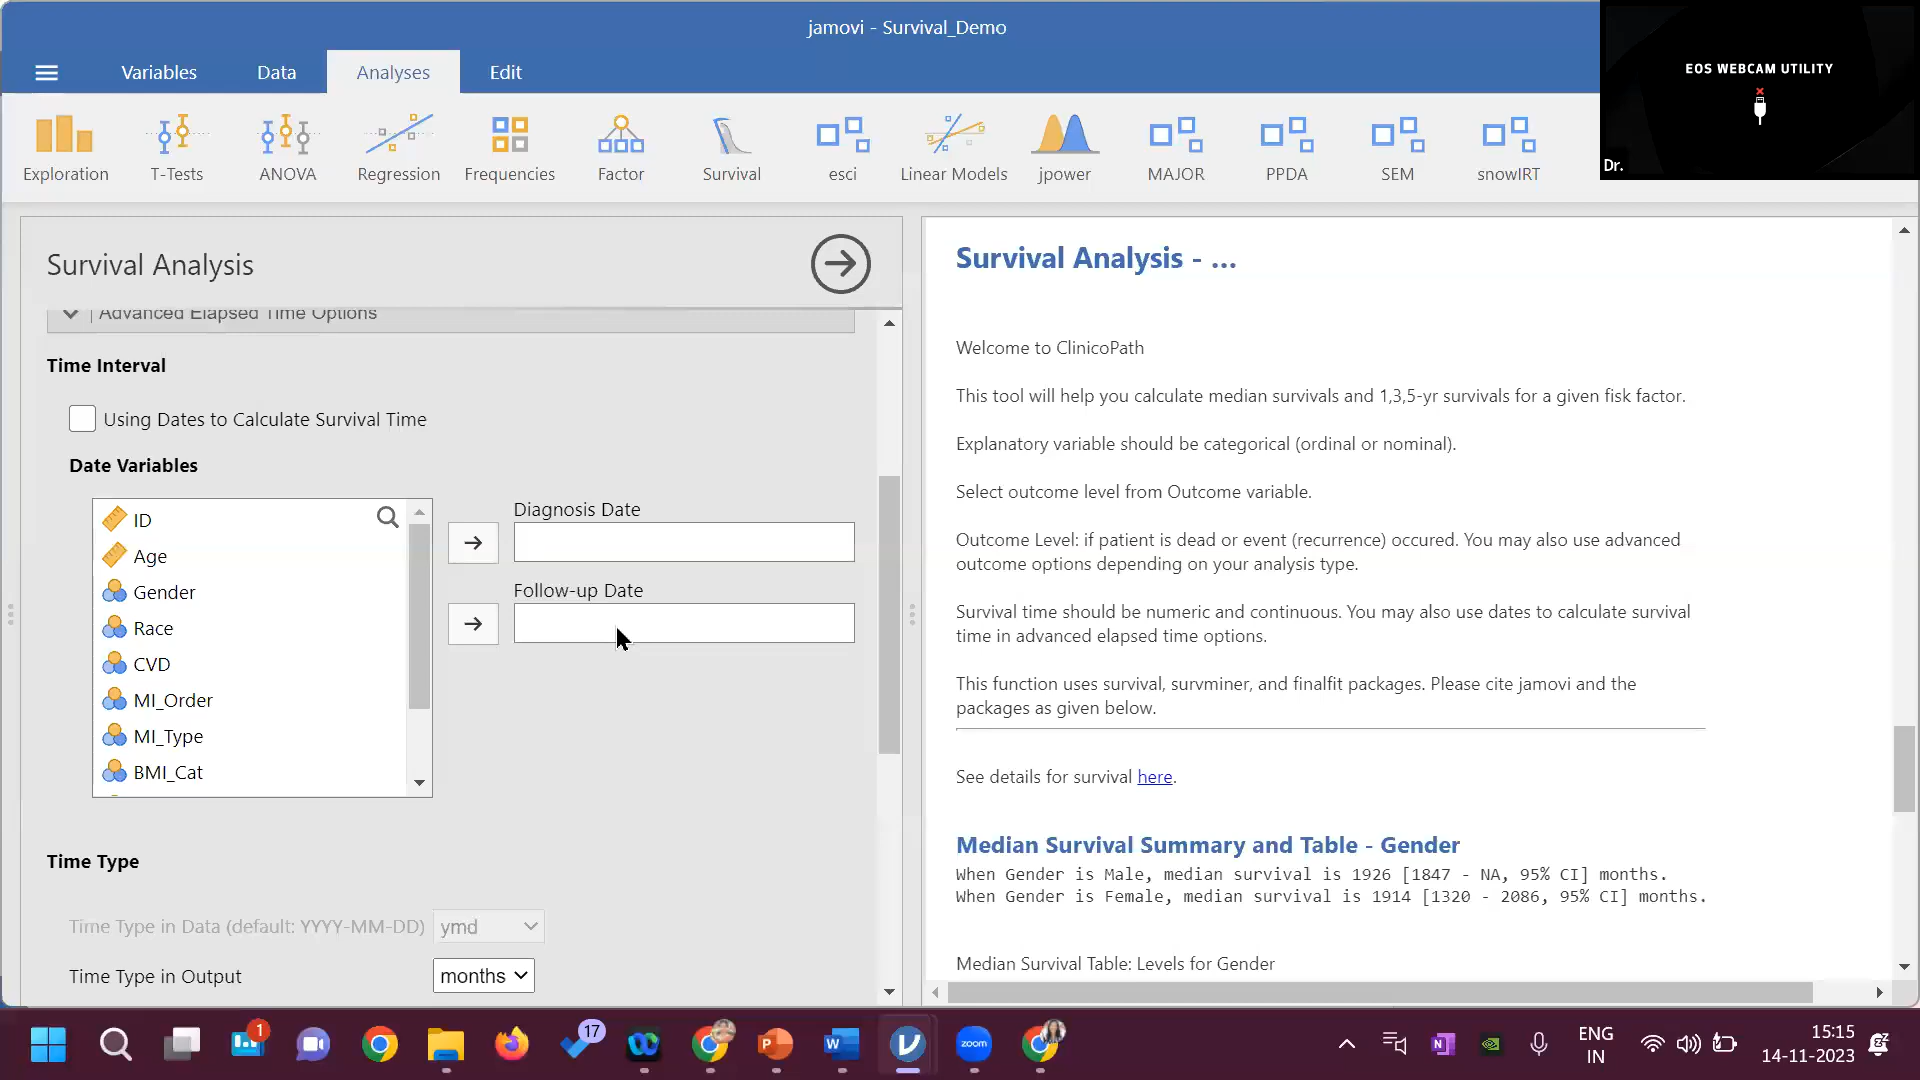 jamovi - Survival_Demo
EOS WEBCAM UTILITY
Dr.
Variables
Data
Analyses
Edit
Exploration
T-Tests
ANOVA
Regression
Frequencies
Factor
Survival
esci
Linear Models
jpower
MAJOR
PPDA
SEM
snowIRT
Survival Analysis
Advanced Elapsed Time Options
Time Interval
Using Dates to Calculate Survival Time
Date Variables
ID
Age
Gender
Race
CVD
MI_Order
MI_Type
BMI_Cat
Diagnosis Date
Follow-up Date
Time Type
Time Type in Data (default: YYYY-MM-DD) ymd
Time Type in Output months
Survival Analysis - ...
Welcome to ClinicoPath
This tool will help you calculate median survivals and 1,3,5-yr survivals for a given fisk factor.
Explanatory variable should be categorical (ordinal or nominal).
Select outcome level from Outcome variable.
Outcome Level: if patient is dead or event (recurrence) occured. You may also use advanced
outcome options depending on your analysis type.
Survival time should be numeric and continuous. You may also use dates to calculate survival
time in advanced elapsed time options.
This function uses survival, survminer, and finalfit packages. Please cite jamovi and the
packages as given below.
See details for survival here.
Median Survival Summary and Table - Gender
When Gender is Male, median survival is 1926 [1847 - NA, 95% CI] months.
When Gender is Female, median survival is 1914 [1320 - 2086, 95% CI] months.
Median Survival Table: Levels for Gender
1
17
W
zoom
N
ENG
IN
15:15
14-11-2023